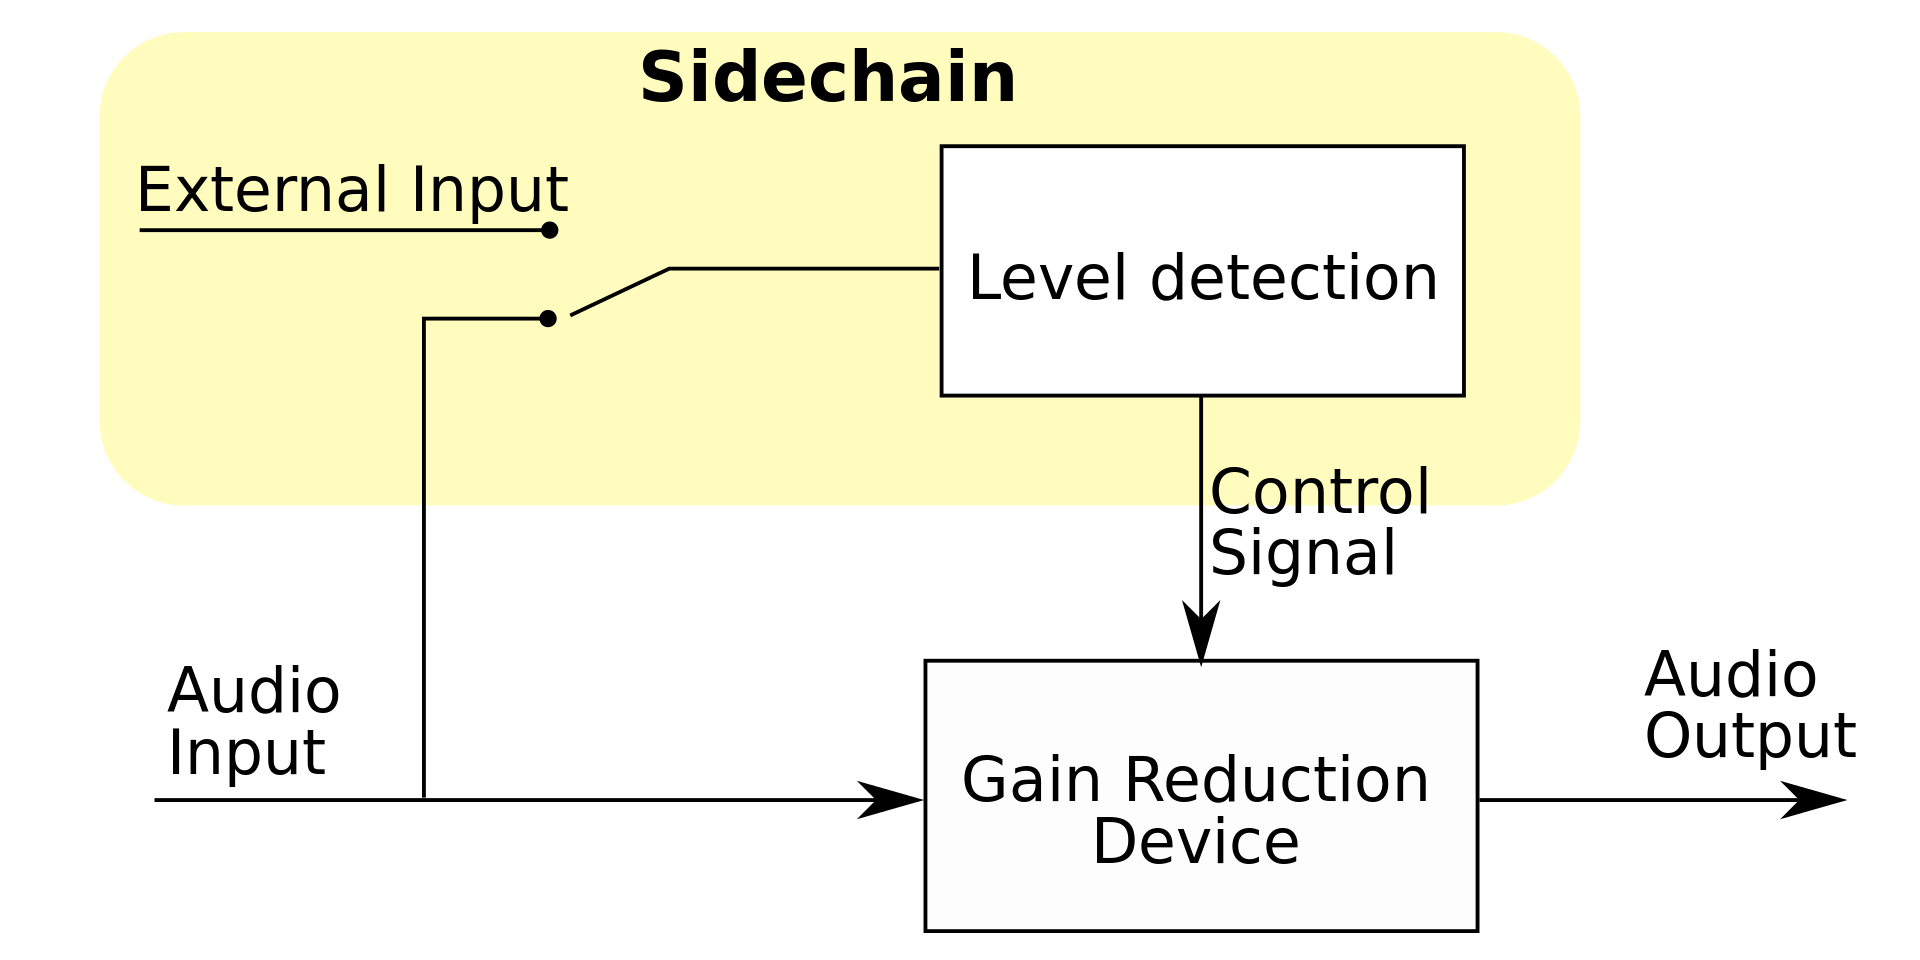 Sidechain
External Input
Level detection
Control
Signal
Audio
Input
Gain Reduction
Device
Audio
Output